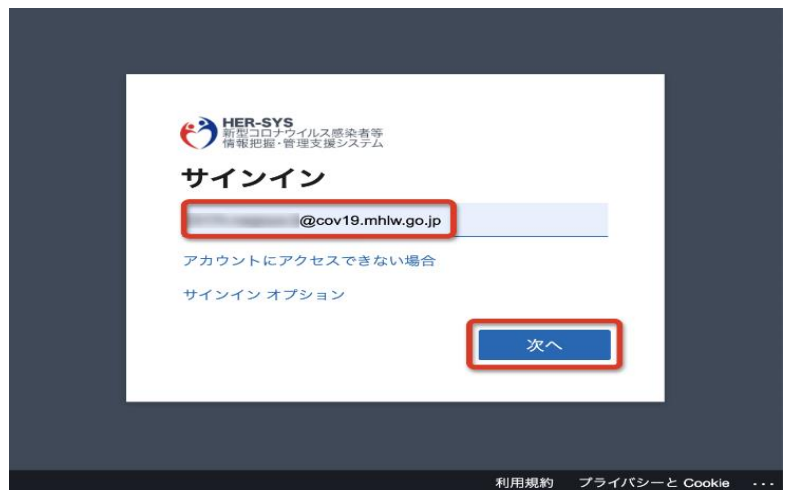 HER-SYS
新型コロナウイルス感染者等
情報把握・管理支援システム
サインイン
@cov19.mhlw.go.jp
アカウントにアクセスできない場合
サインイン オプション
次へ
利用規約 プライバシーと Cookie ...